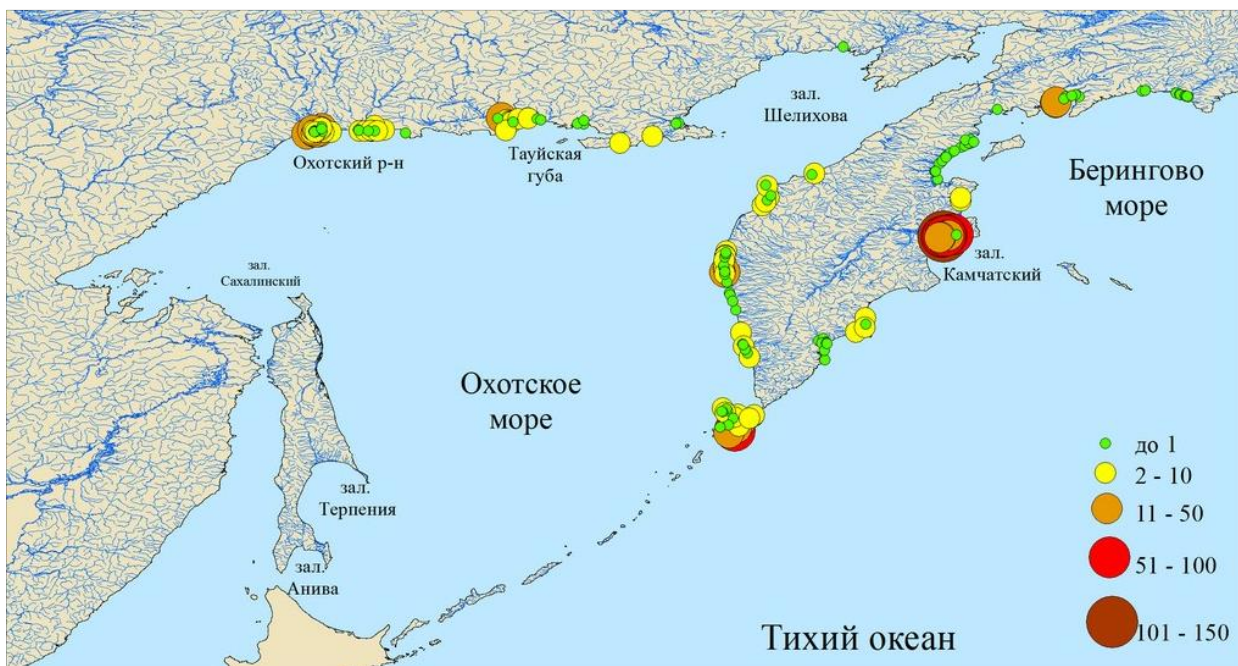 зал.
Шелихова
Охотский р-н
Тауйская
губа
Берингово
море
зал.
Камчатский
зал.
Сахалинский
Охотское
море
зал.
Терпения
зал.
Анива
Тихий океан
до 1
2 - 10
11 - 50
51 - 100
101 - 150